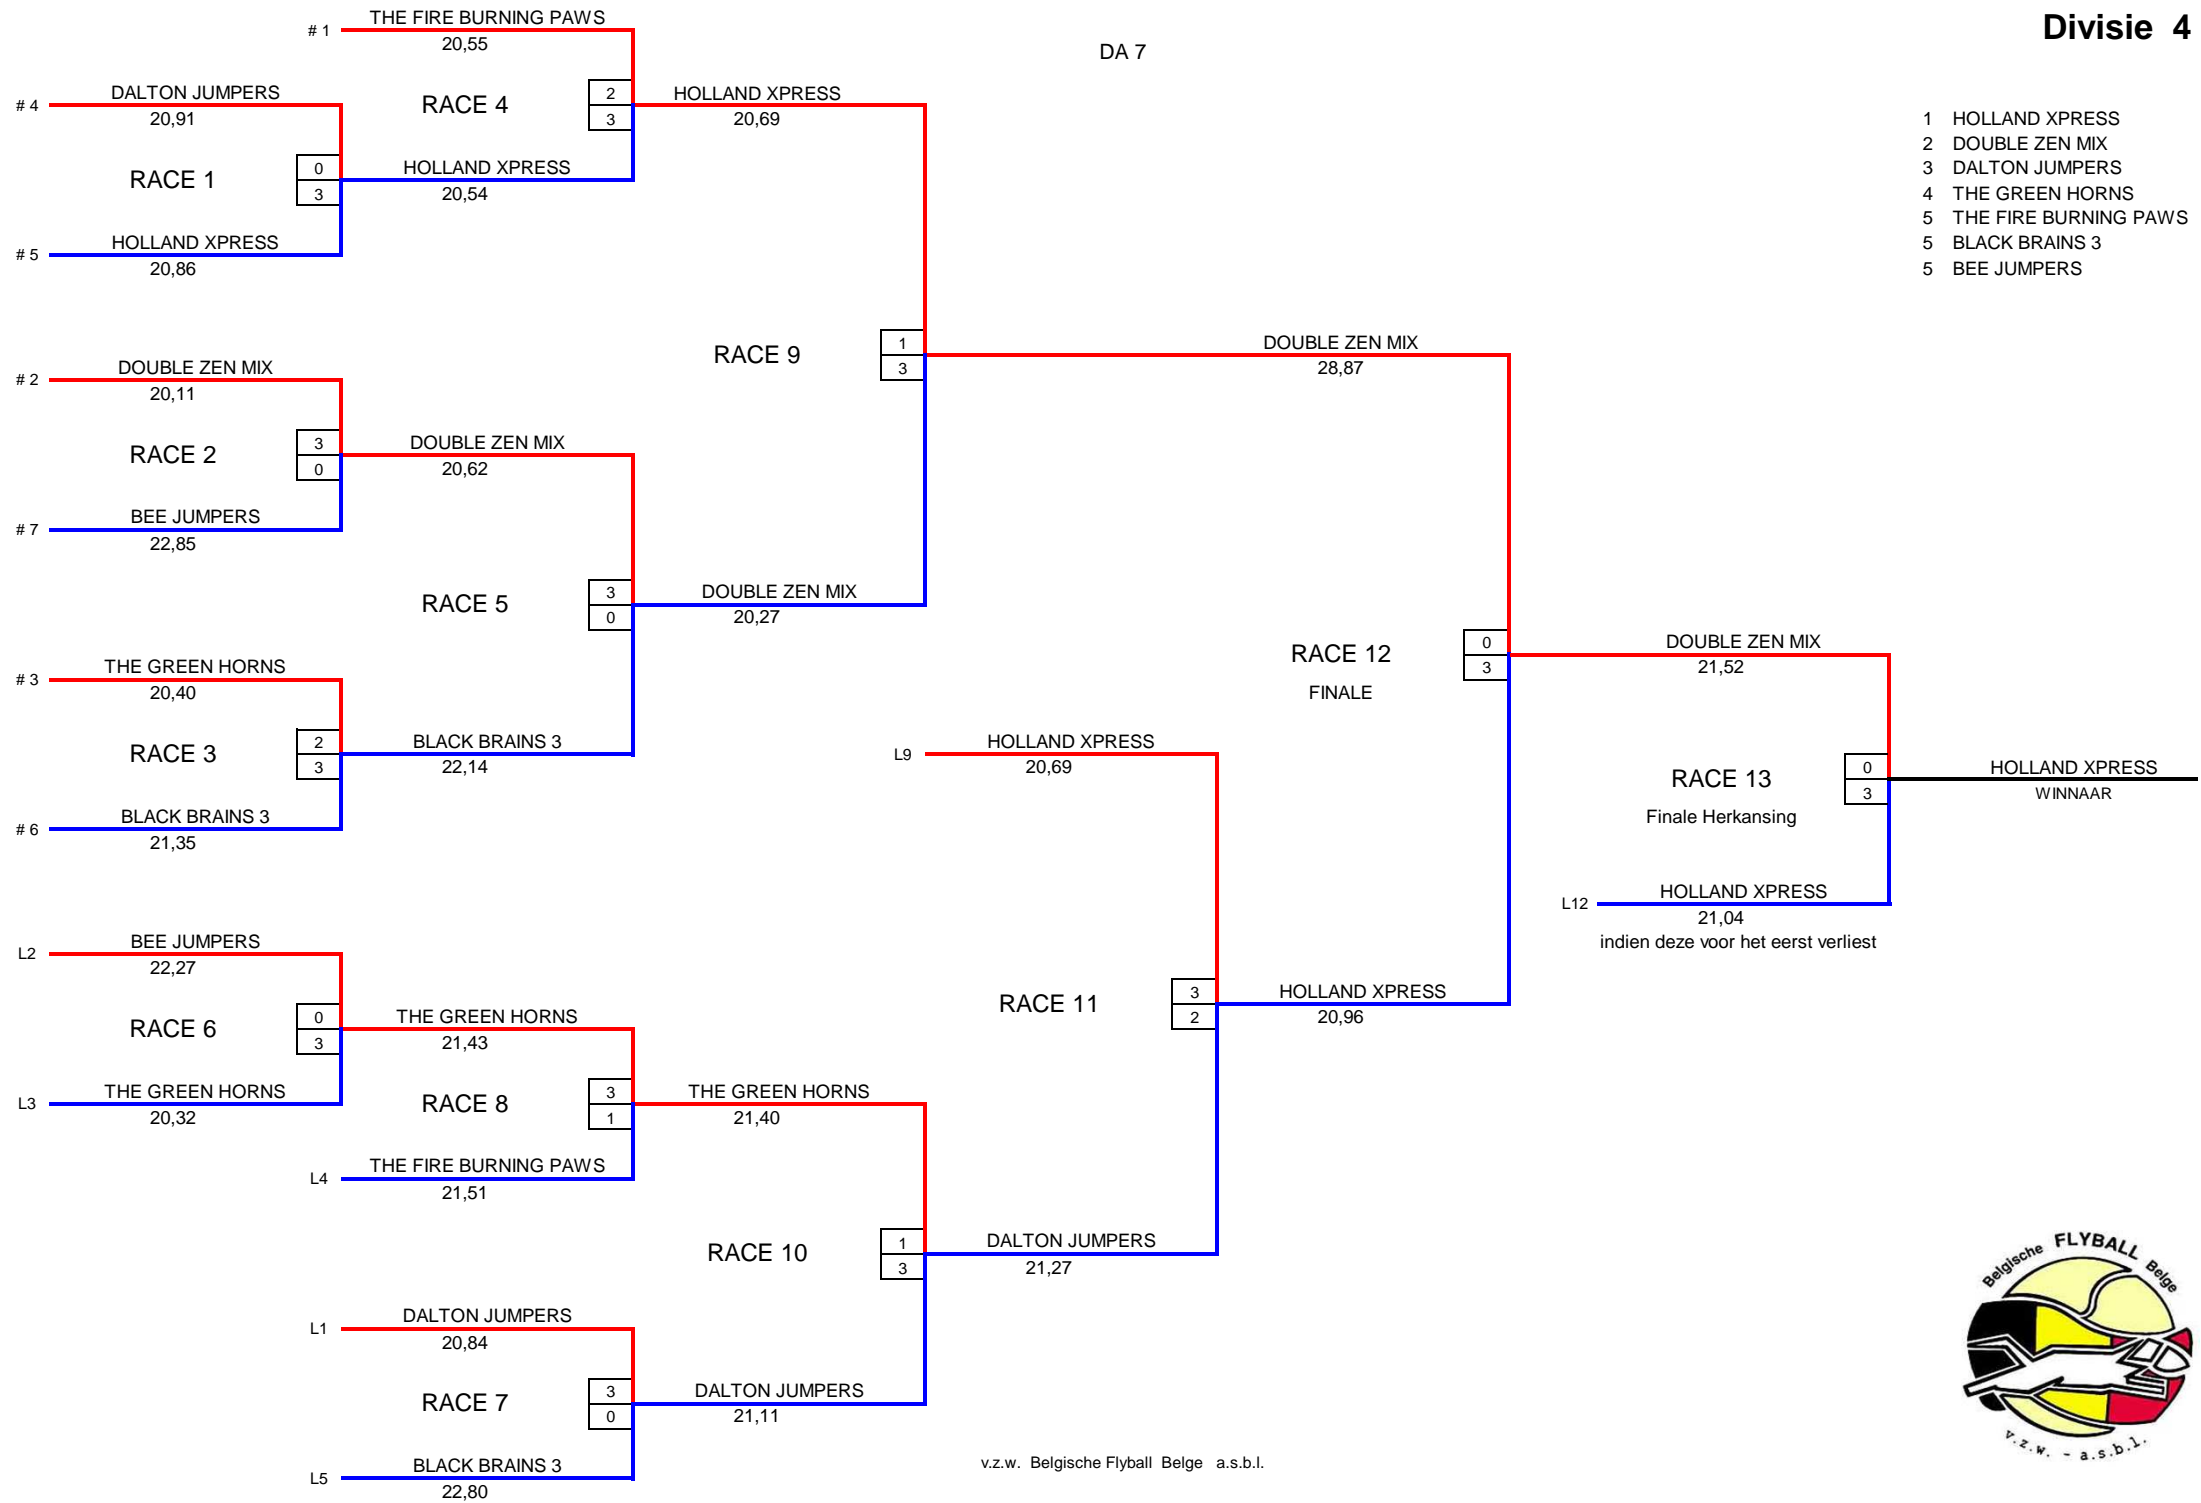 Divisie 4
DA 7
1 HOLLAND XPRESS
2 DOUBLE ZEN MIX
3 DALTON JUMPERS
4 THE GREEN HORNS
5 THE FIRE BURNING PAWS
5 BLACK BRAINS 3
5 BEE JUMPERS
# 1 THE FIRE BURNING PAWS
20,55
# 4 DALTON JUMPERS
20,91
RACE 4
2
3
HOLLAND XPRESS
20,69
RACE 1
0
3
HOLLAND XPRESS
20,54
# 5 HOLLAND XPRESS
20,86
RACE 9
1
3
DOUBLE ZEN MIX
28,87
# 2 DOUBLE ZEN MIX
20,11
RACE 2
3
0
DOUBLE ZEN MIX
20,62
# 7 BEE JUMPERS
22,85
RACE 5
3
0
DOUBLE ZEN MIX
20,27
# 3 THE GREEN HORNS
20,40
RACE 3
2
3
BLACK BRAINS 3
22,14
# 6 BLACK BRAINS 3
21,35
RACE 12
FINALE
0
3
DOUBLE ZEN MIX
21,52
L9 HOLLAND XPRESS
20,69
RACE 13
Finale Herkansing
0
3
HOLLAND XPRESS
WINNAAR
L12 HOLLAND XPRESS
21,04
indien deze voor het eerst verliest
L2 BEE JUMPERS
22,27
RACE 6
0
3
THE GREEN HORNS
21,43
L3 THE GREEN HORNS
20,32
RACE 11
3
2
HOLLAND XPRESS
20,96
RACE 8
3
1
THE GREEN HORNS
21,40
L4 THE FIRE BURNING PAWS
21,51
RACE 10
1
3
DALTON JUMPERS
21,27
L1 DALTON JUMPERS
20,84
RACE 7
3
0
DALTON JUMPERS
21,11
L5 BLACK BRAINS 3
22,80
v.z.w. Belgische Flyball Belge a.s.b.l.
Belgische FLYBALL Belge
v.z.w. - a.s.b.l.